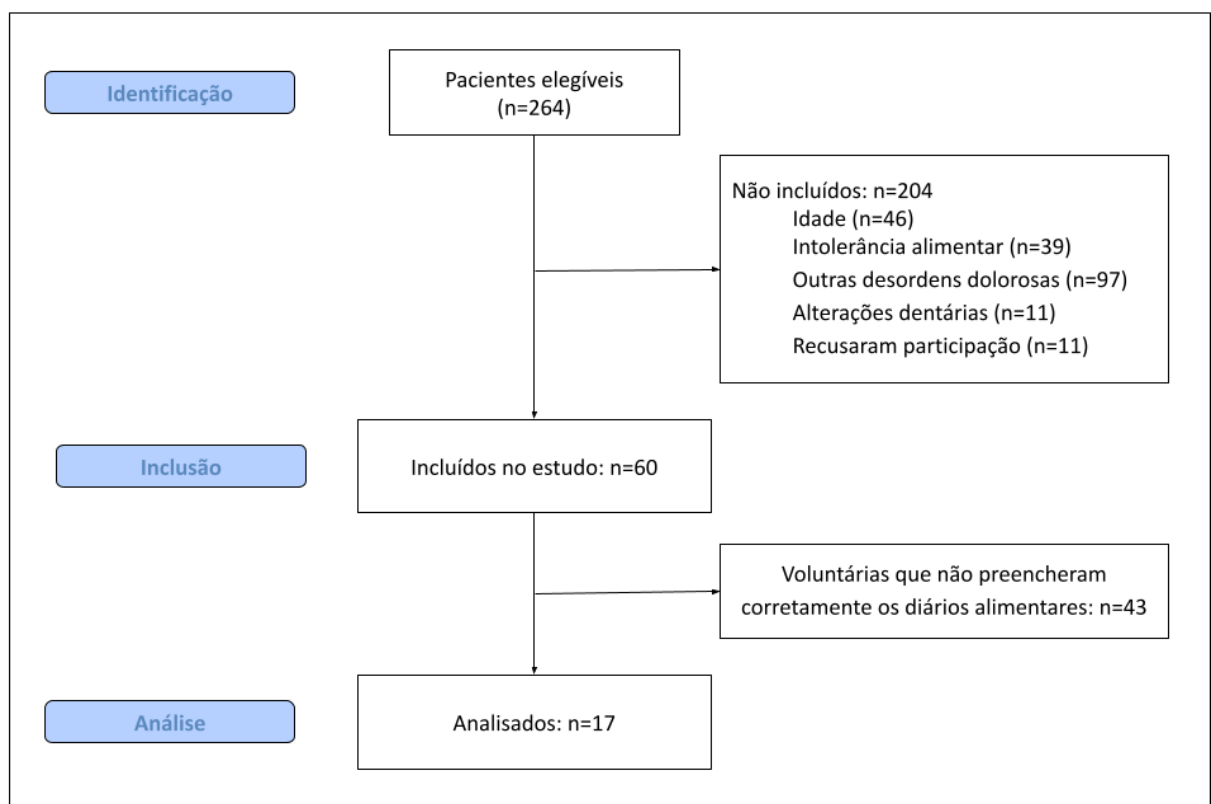 Identificação
Pacientes elegíveis
(n=264)
Não incluídos: n=204
Idade (n=46)
Intolerância alimentar (n=39)
Outras desordens dolorosas (n=97)
Alterações dentárias (n=11)
Recusaram participação (n=11)
Inclusão
Incluídos no estudo: n=60
Voluntárias que não preencheram
corretamente os diários alimentares: n=43
Análise
Analisados: n=17